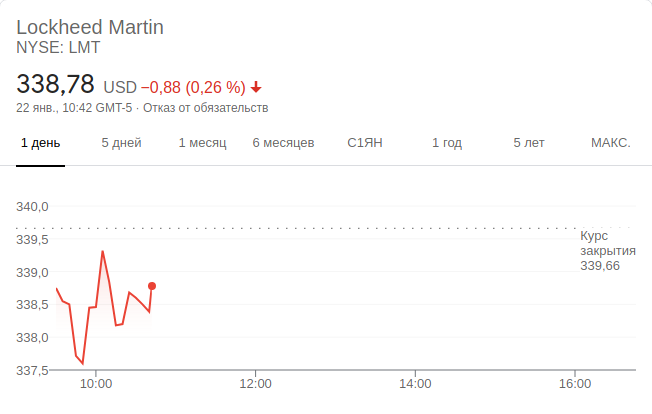 Lockheed Martin
NYSE: LMT
338,78 USD −0,88 (0,26 %)
22 янв., 10:42 GMT-5 · Отказ от обязательств
1 день 5 дней 1 месяц 6 месяцев С1ЯН 1 год 5 лет МАКС.
340,0
339,5
Курс
закрытия
339,66
339,0
338,5
338,0
337,5
10:00 12:00 14:00 16:00